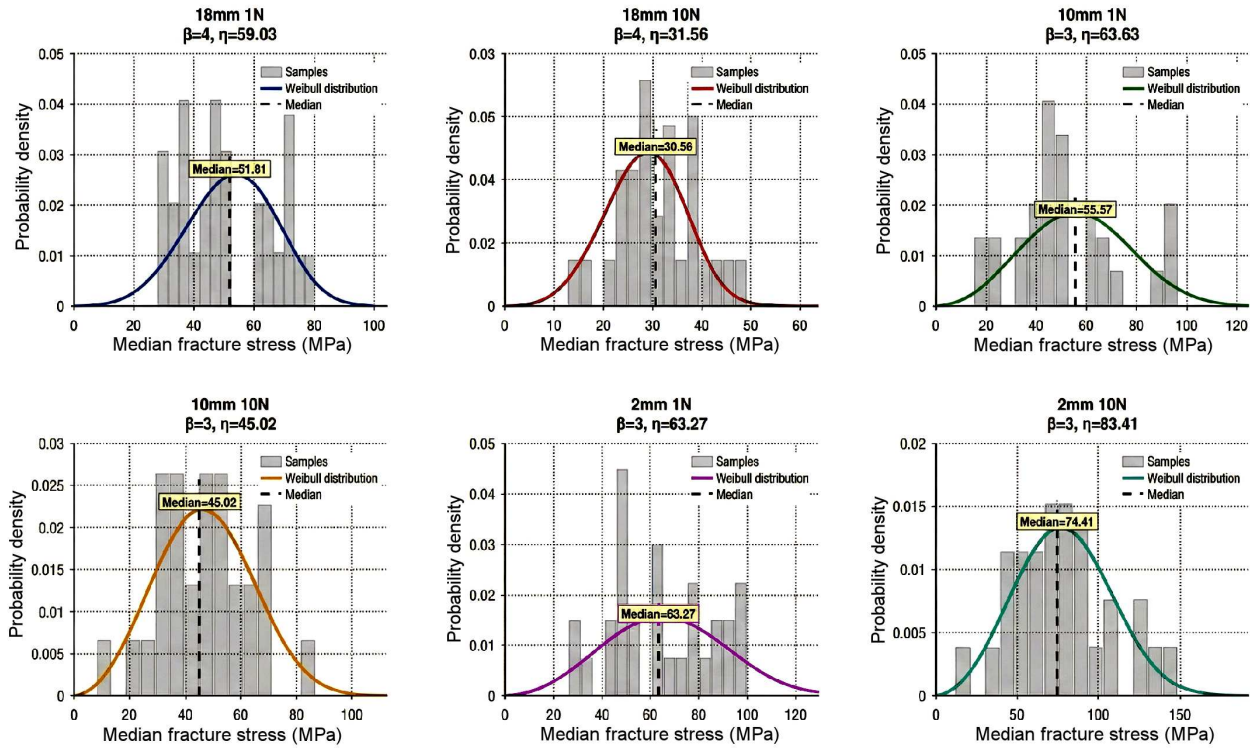 18mm 1N
β=4, η=59.03
0.05
0.04
0.03
0.02
0.01
0
Probability density
Samples
Weibull distribution
Median
Median=51.81
0 20 40 60 80 100
Median fracture stress (MPa)
18mm 10N
β=4, η=31.56
0.03
0.05
0.04
0.02
0
Probability density
Samples
Weibull distribution
Median
Median=30.56
0 10 20 30 40 50 60
Median fracture stress (MPa)
10mm 1N
β=3, η=63.63
0.05
0.04
0.03
0.02
0.01
0
Probability density
Samples
Weibull distribution
Median
Median=55.57
0 20 40 60 80 100 120
Median fracture stress (MPa)
10mm 10N
β=3, η=45.02
0.03
0.025
0.02
0.015
0.01
0.005
0
Probability density
Samples
Weibull distribution
Median
Median=45.02
0 20 40 60 80 100
Median fracture stress (MPa)
2mm 1N
β=3, η=63.27
0.05
0.04
0.03
0.02
0.01
0
Probability density
Samples
Weibull distribution
Median
Median=63.27
0 20 40 60 80 100 120
Median fracture stress (MPa)
2mm 10N
β=3, η=83.41
0.02
0.015
0.01
0.005
0
Probability density
Samples
Weibull distribution
Median
Median=74.41
0 50 100 150
Median fracture stress (MPa)